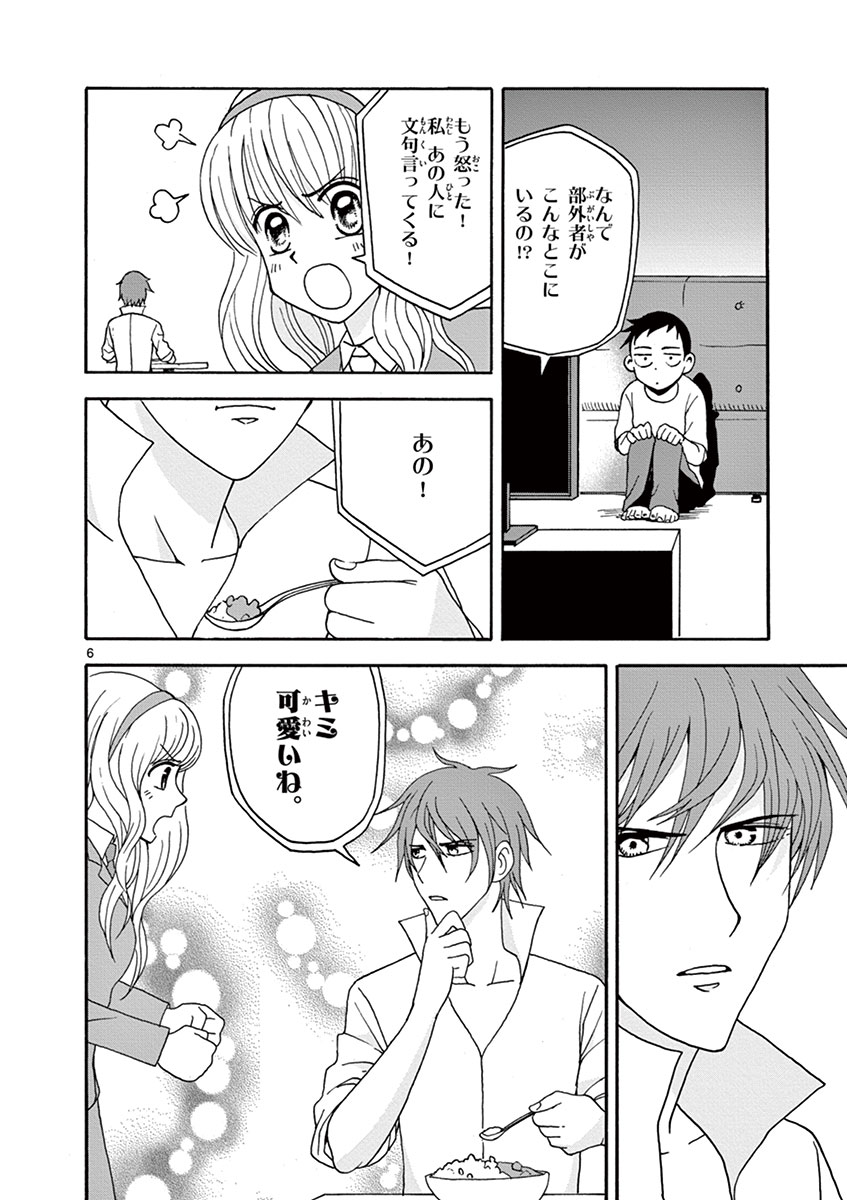 なんで
部外者が
こんなとこに
いるの!?
もう怒った!
私 あの人に
文句言ってくる!
あの!
6
キミ
可愛いね。